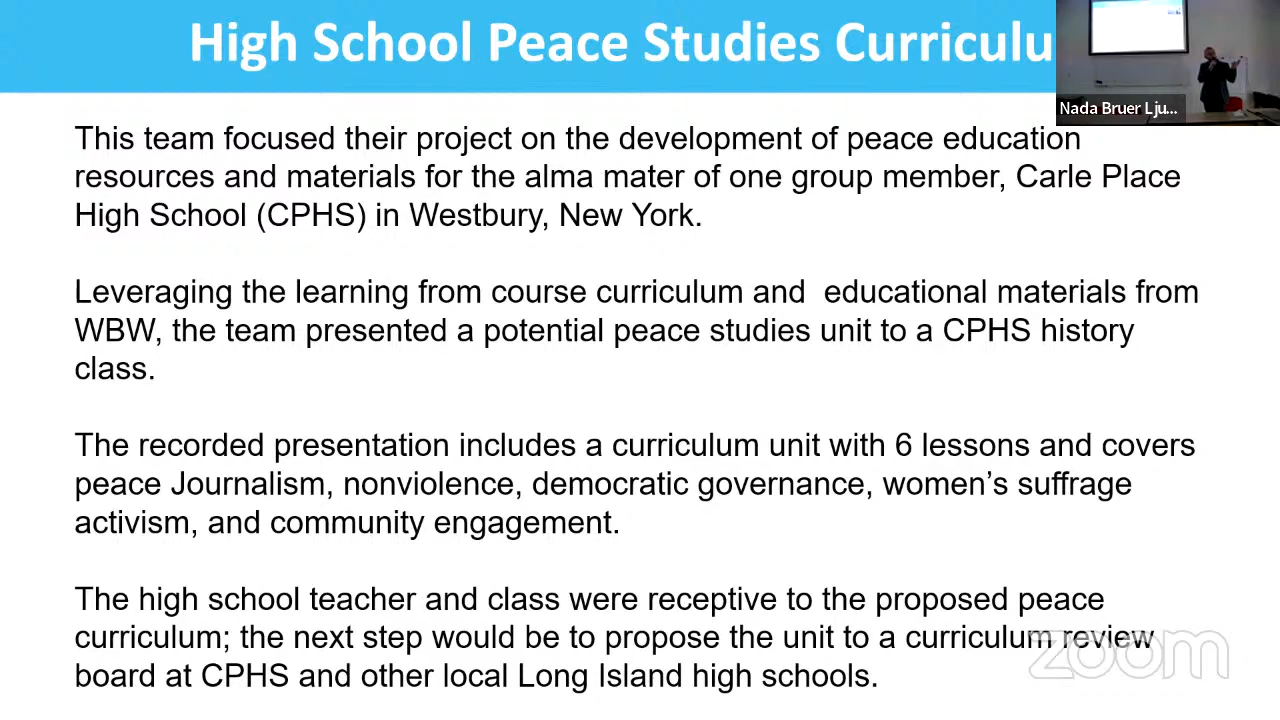 High School Peace Studies Curriculu
Nada Bruer Lju...
This team focused their project on the development of peace education
resources and materials for the alma mater of one group member, Carle Place
High School (CPHS) in Westbury, New York.
Leveraging the learning from course curriculum and  educational materials from
WBW, the team presented a potential peace studies unit to a CPHS history
class.
The recorded presentation includes a curriculum unit with 6 lessons and covers
peace Journalism, nonviolence, democratic governance, women’s suffrage
activism, and community engagement.
The high school teacher and class were receptive to the proposed peace
curriculum; the next step would be to propose the unit to a curriculum review
board at CPHS and other local Long Island high schools.
zoom